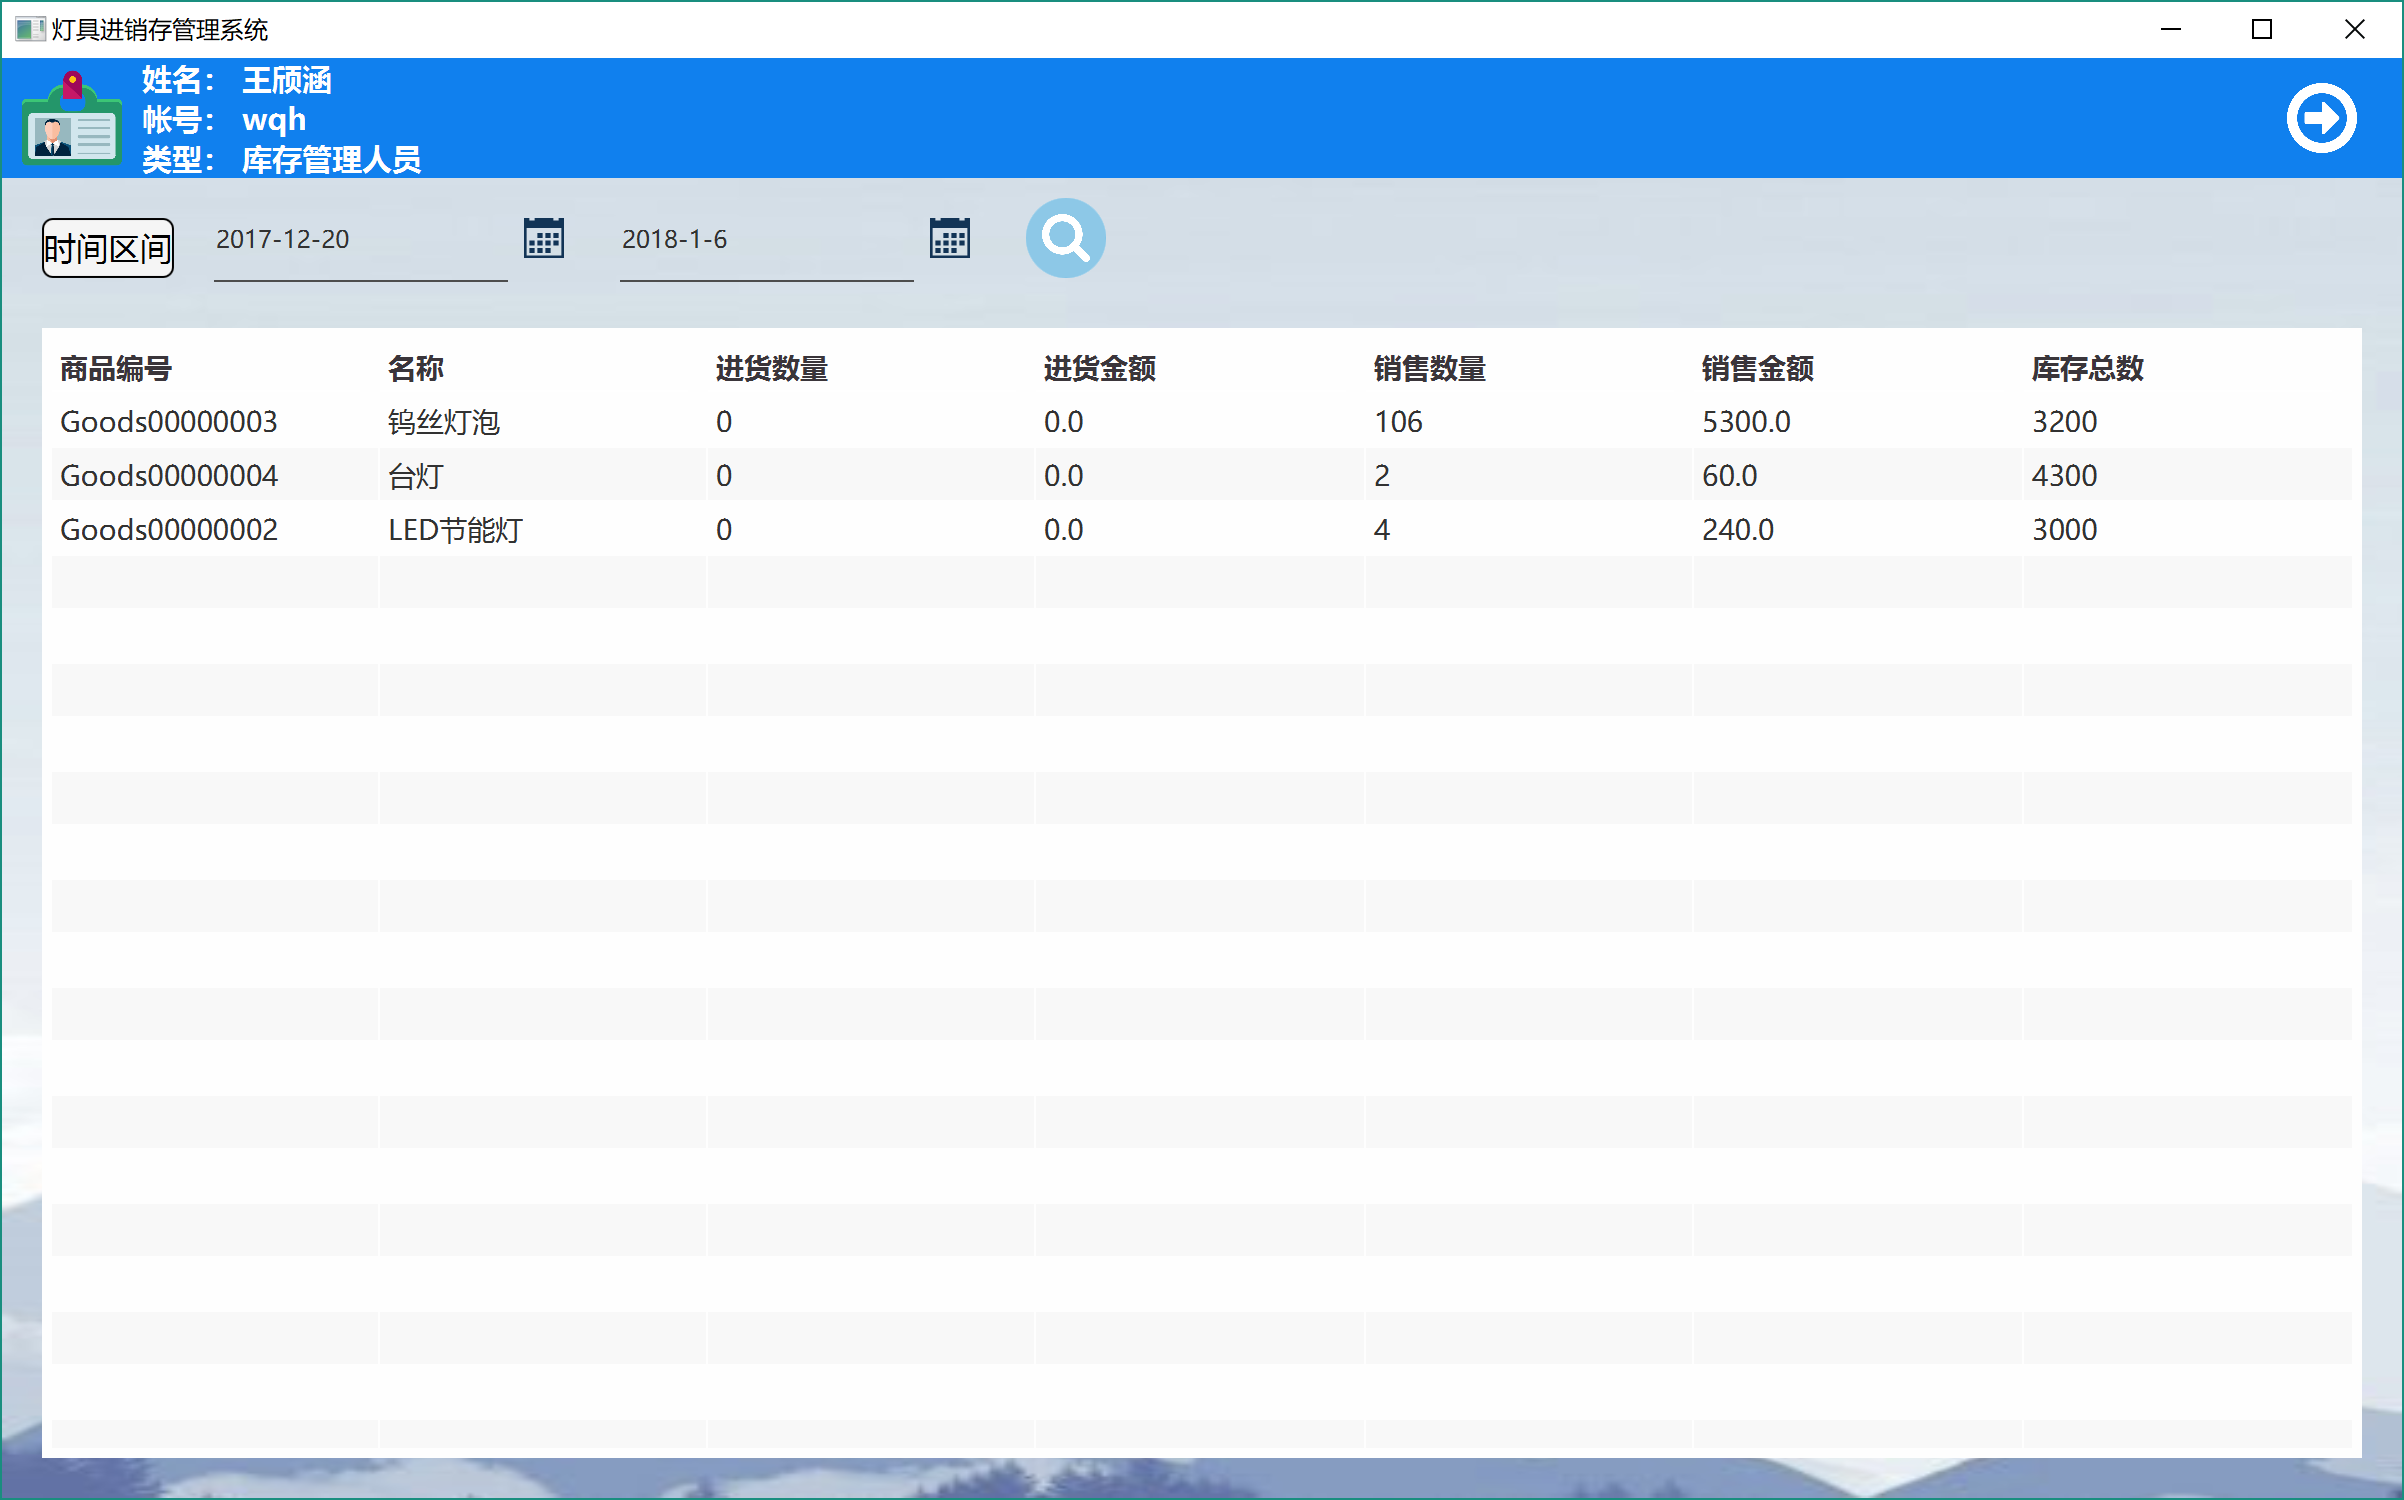 灯具进销存管理系统
姓名： 王颀涵
帐号： wqh
类型： 库存管理人员
时间区间 2017-12-20 2018-1-6
商品编号 名称 进货数量 进货金额 销售数量 销售金额 库存总数
Goods00000003 钨丝灯泡 0 0.0 106 5300.0 3200
Goods00000004 台灯 0 0.0 2 60.0 4300
Goods00000002 LED节能灯 0 0.0 4 240.0 3000